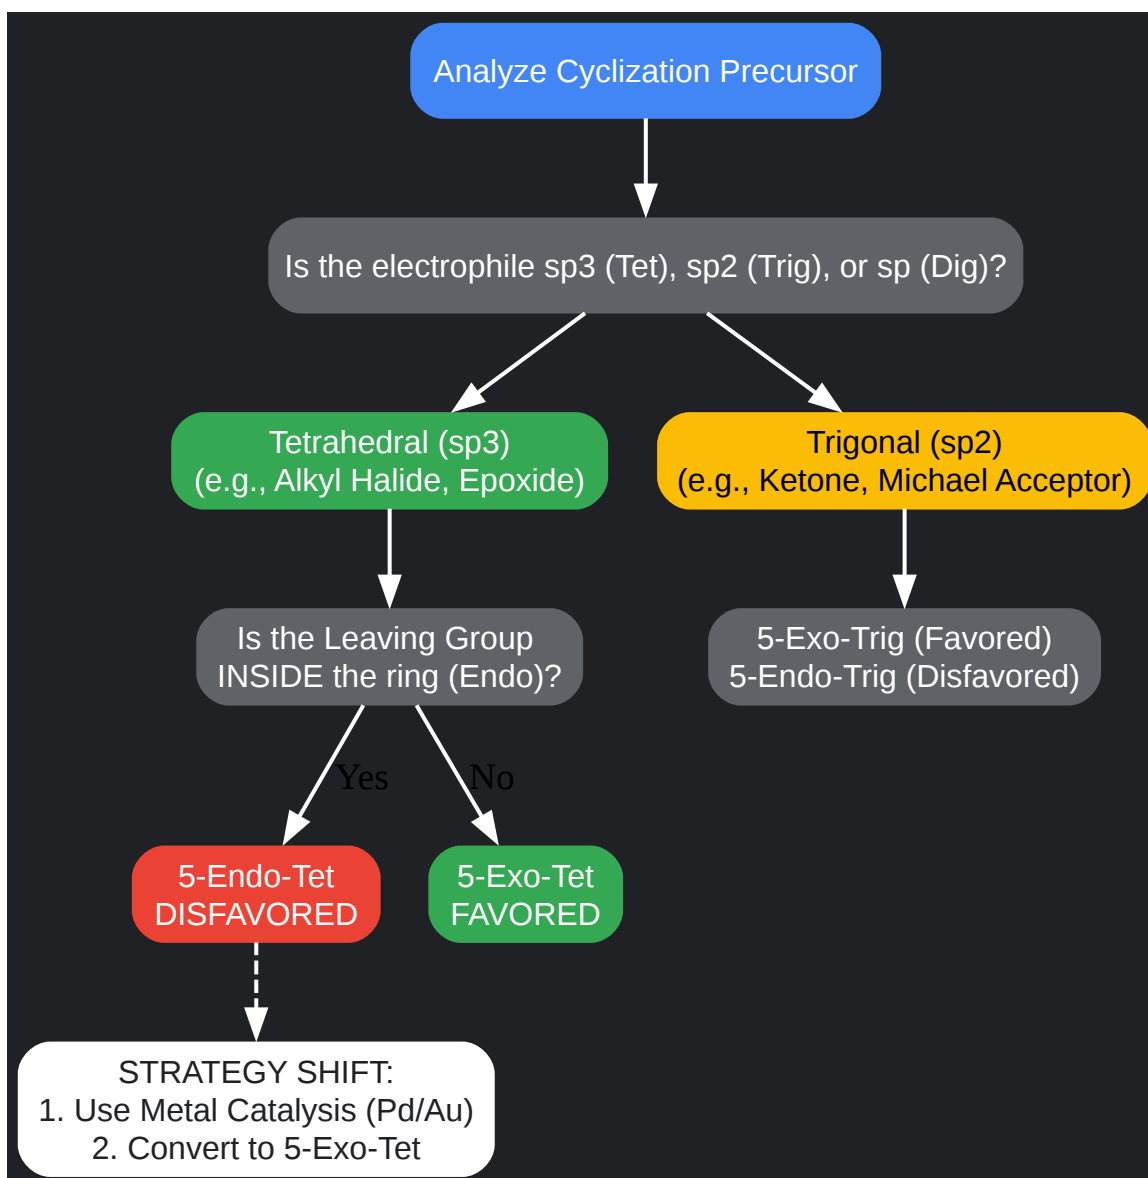 Analyze Cyclization Precursor
Is the electrophile sp3 (Tet), sp2 (Trig), or sp (Dig)?
Tetrahedral (sp3)
(e.g., Alkyl Halide, Epoxide)
Trigonal (sp2)
(e.g., Ketone, Michael Acceptor)
Is the Leaving Group
INSIDE the ring (Endo)?
5-Exo-Trig (Favored)
5-Endo-Trig (Disfavored)
Yes
No
5-Endo-Tet
DISFAVORED
5-Exo-Tet
FAVORED
STRATEGY SHIFT:
1. Use Metal Catalysis (Pd/Au)
2. Convert to 5-Exo-Tet